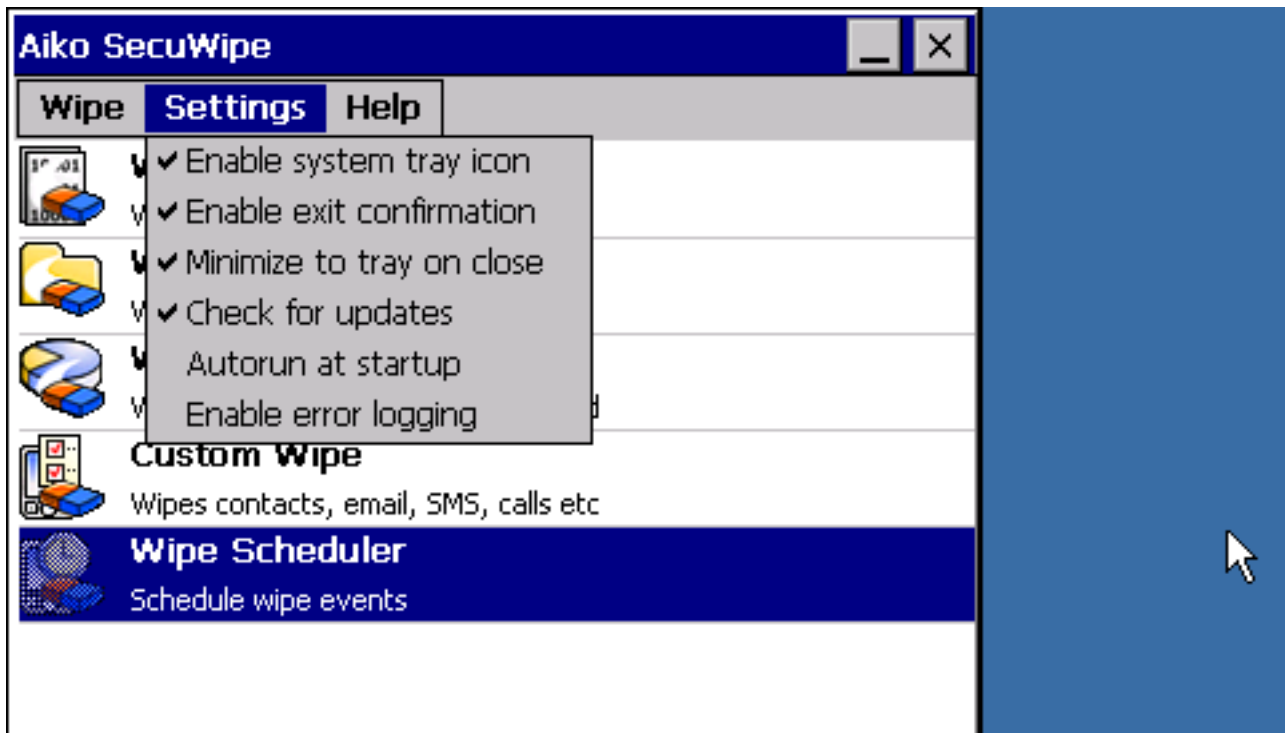 Aiko SecuWipe
Wipe Settings Help
Enable system tray icon
Enable exit confirmation
Minimize to tray on close
Check for updates
Autorun at startup
Enable error logging
Custom Wipe
Wipes contacts, email, SMS, calls etc
Wipe Scheduler
Schedule wipe events